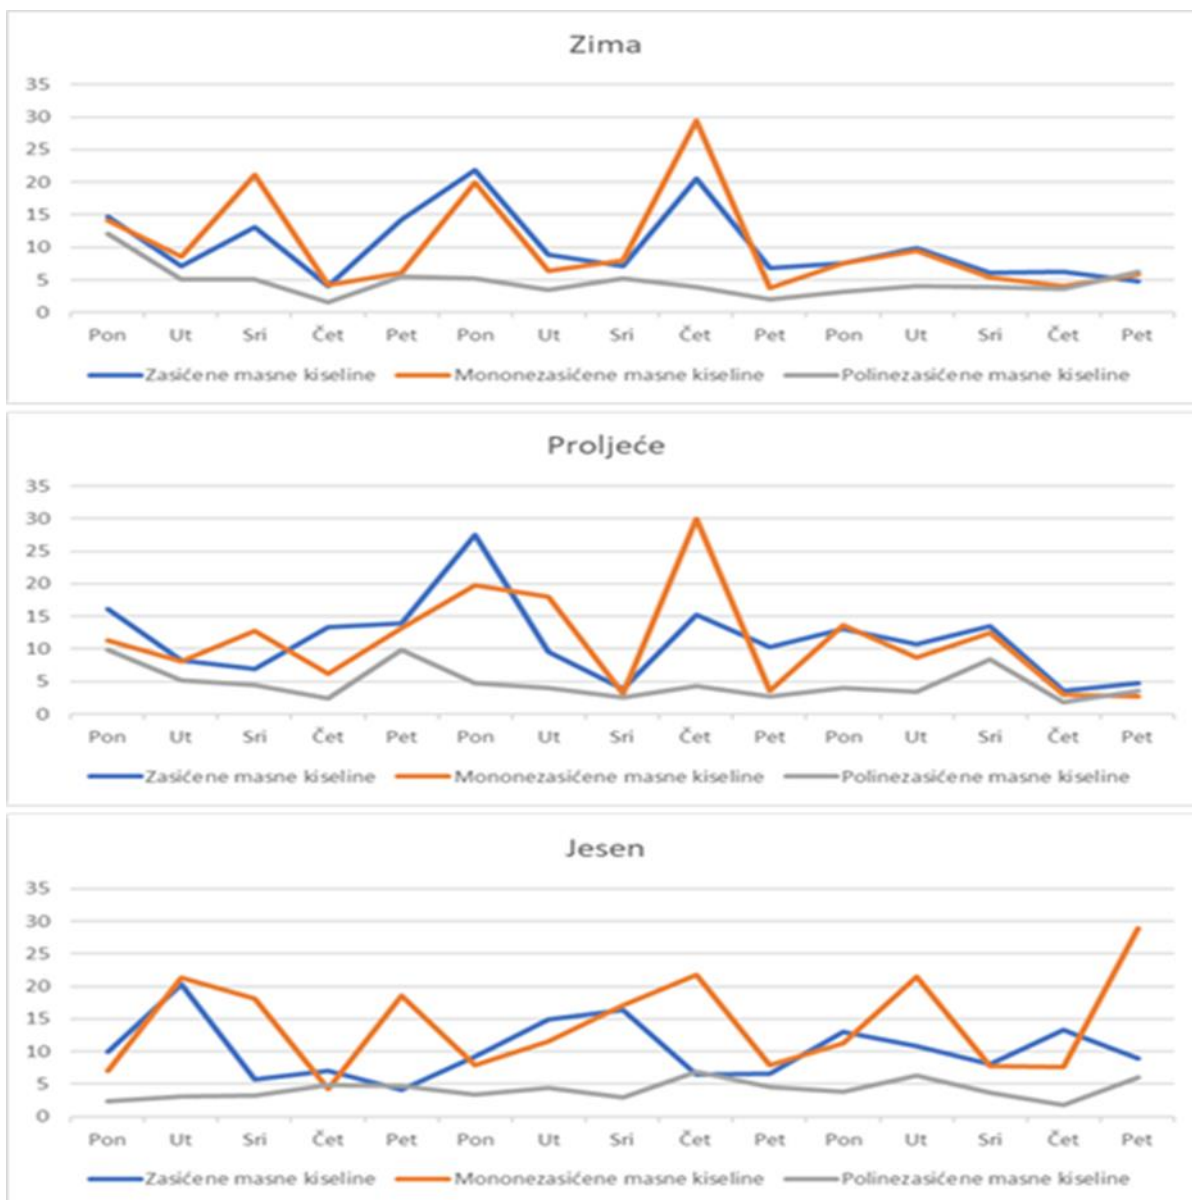 Zima
35
30
25
20
15
10
5
0
Pon Ut Sri Čet Pet Pon Ut Sri Čet Pet Pon Ut Sri Čet Pet
Zasićene masne kiseline Mononezasićene masne kiseline Polinezasićene masne kiseline
Proljeće
35
30
25
20
15
10
5
0
Pon Ut Sri Čet Pet Pon Ut Sri Čet Pet Pon Ut Sri Čet Pet
Zasićene masne kiseline Mononezasićene masne kiseline Polinezasićene masne kiseline
Jesen
35
30
25
20
15
10
5
0
Pon Ut Sri Čet Pet Pon Ut Sri Čet Pet Pon Ut Sri Čet Pet
Zasićene masne kiseline Mononezasićene masne kiseline Polinezasićene masne kiseline